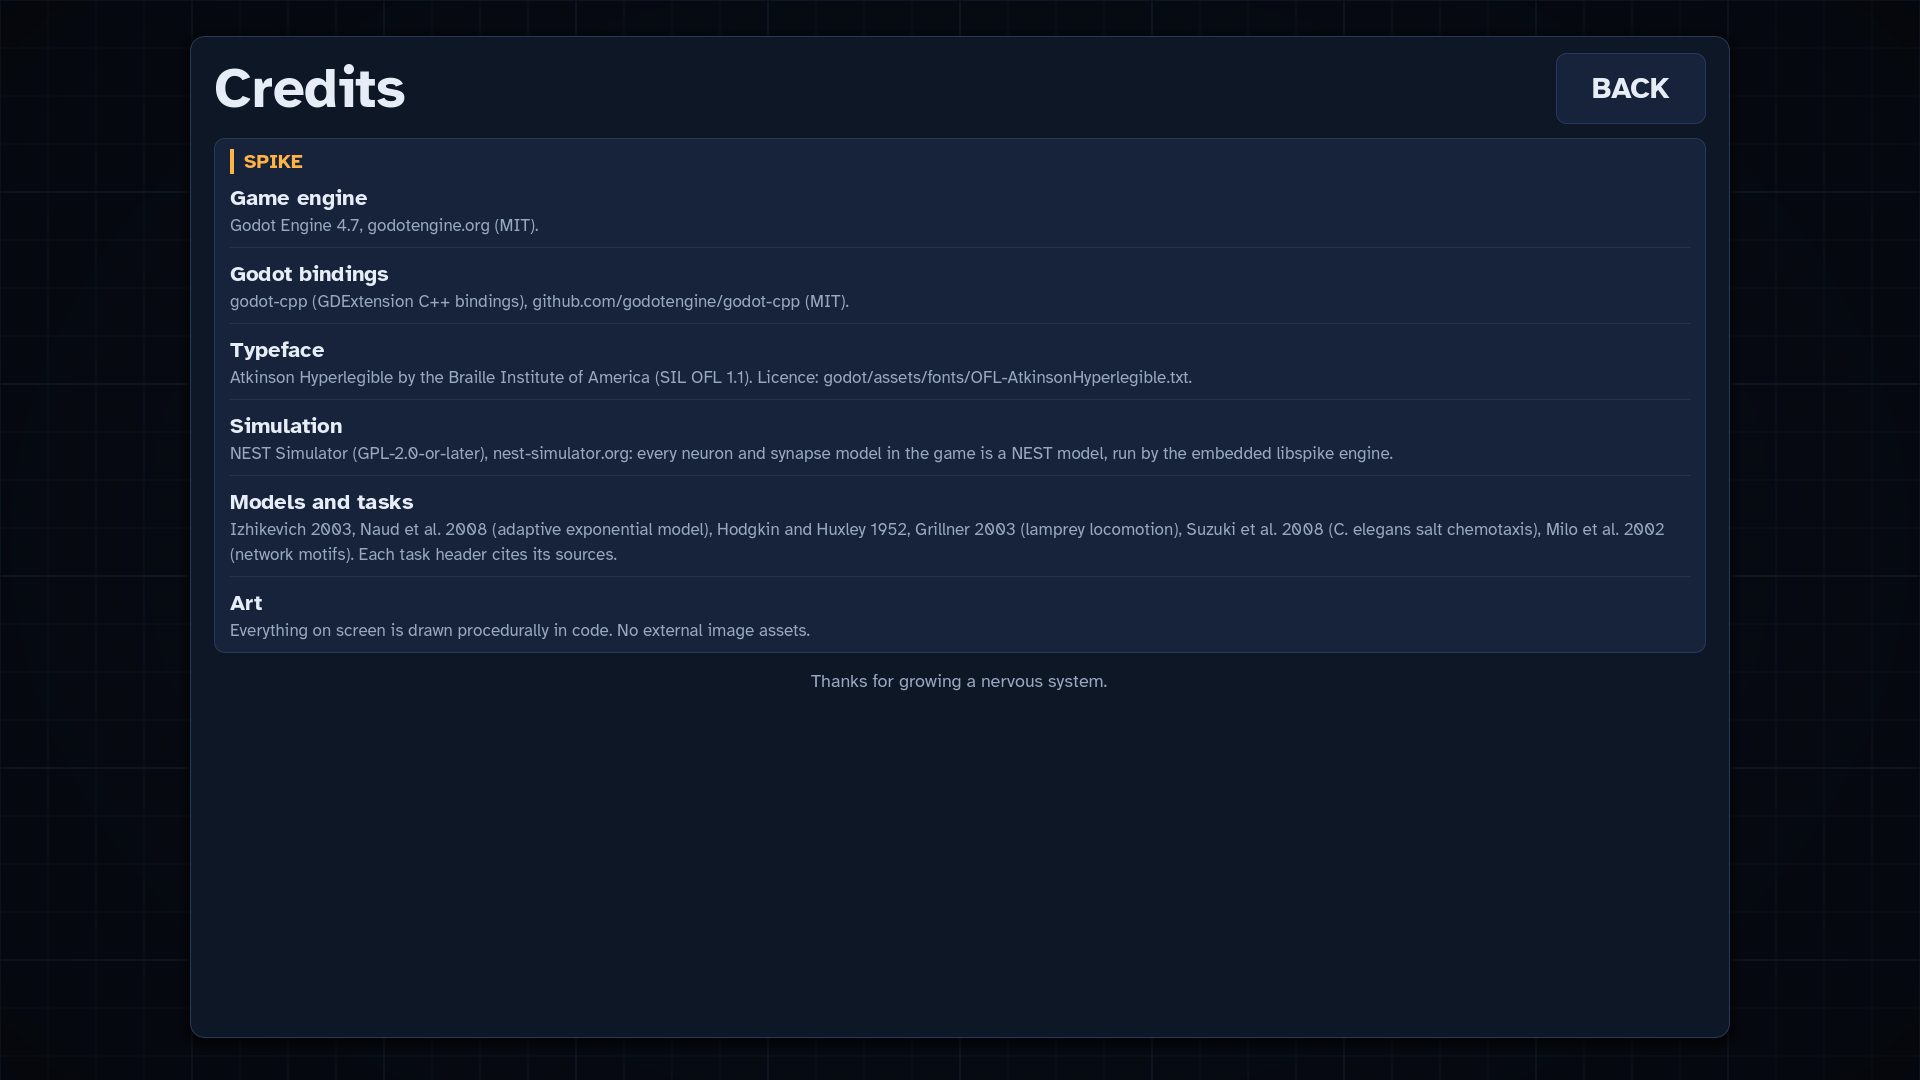 Credits
BACK
SPIKE
Game engine
Godot Engine 4.7, godotengine.org (MIT).
Godot bindings
godot-cpp (GDExtension C++ bindings), github.com/godotengine/godot-cpp (MIT).
Typeface
Atkinson Hyperlegible by the Braille Institute of America (SIL OFL 1.1). Licence: godot/assets/fonts/OFL-AtkinsonHyperlegible.txt.
Simulation
NEST Simulator (GPL-2.0-or-later), nest-simulator.org: every neuron and synapse model in the game is a NEST model, run by the embedded libspike engine.
Models and tasks
Izhikevich 2003, Naud et al. 2008 (adaptive exponential model), Hodgkin and Huxley 1952, Grillner 2003 (lamprey locomotion), Suzuki et al. 2008 (C. elegans salt chemotaxis), Milo et al. 2002
(network motifs). Each task header cites its sources.
Art
Everything on screen is drawn procedurally in code. No external image assets.
Thanks for growing a nervous system.